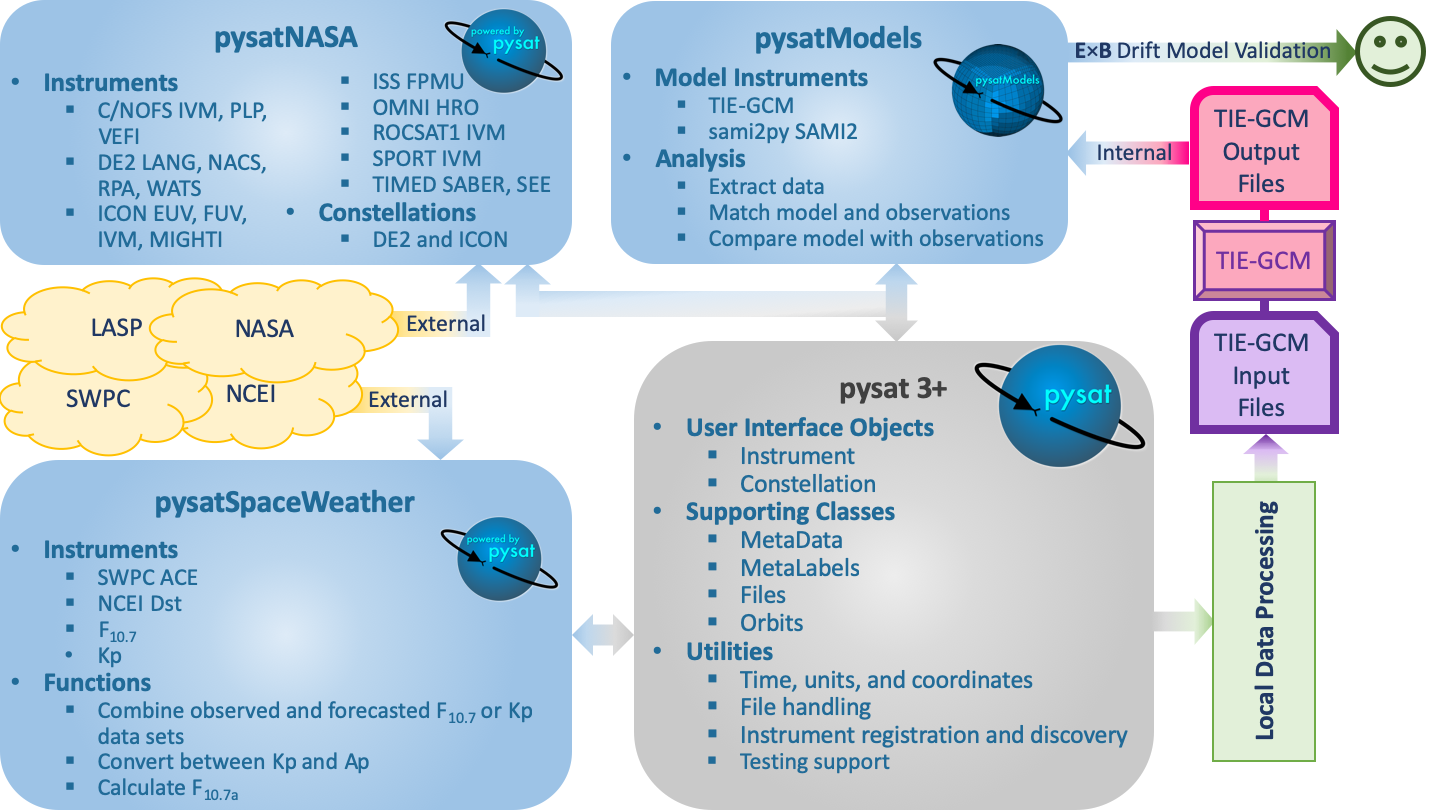 pysatNASA
powered by
pysat
• Instruments
▪ C/NOFS IVM, PLP,
VEFI
▪ DE2 LANG, NACS,
RPA, WATS
▪ ICON EUV, FUV,
IVM, MIGHTI
▪ ISS FPMU
▪ OMNI HRO
▪ ROCSAT1 IVM
▪ SPORT IVM
▪ TIMED SABER, SEE
• Constellations
▪ DE2 and ICON
pysatModels
pysatModels
• Model Instruments
▪ TIE-GCM
▪ sami2py SAMI2
• Analysis
▪ Extract data
▪ Match model and observations
▪ Compare model with observations
E×B Drift Model Validation
Internal
TIE-GCM
Output
Files
TIE-GCM
TIE-GCM
Input
Files
LASP
NASA
SWPC
NCEI
External
External
pysatSpaceWeather
powered by
pysat
• Instruments
▪ SWPC ACE
▪ NCEI Dst
▪ F10.7
• Kp
• Functions
▪ Combine observed and forecasted F10.7 or Kp
data sets
▪ Convert between Kp and Ap
▪ Calculate F10.7a
pysat 3+
pysat
• User Interface Objects
▪ Instrument
▪ Constellation
• Supporting Classes
▪ MetaData
▪ MetaLabels
▪ Files
▪ Orbits
• Utilities
▪ Time, units, and coordinates
▪ File handling
▪ Instrument registration and discovery
▪ Testing support
Local Data Processing